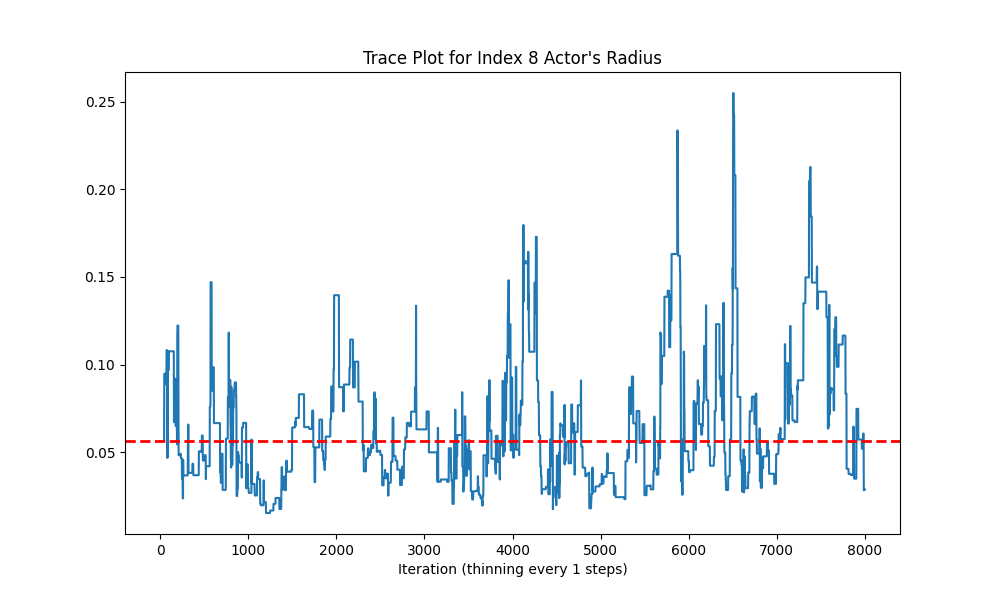 Trace Plot for Index 8 Actor's Radius
0.25
0.20
0.15
0.10
0.05
0 1000 2000 3000 4000 5000 6000 7000 8000
Iteration (thinning every 1 steps)